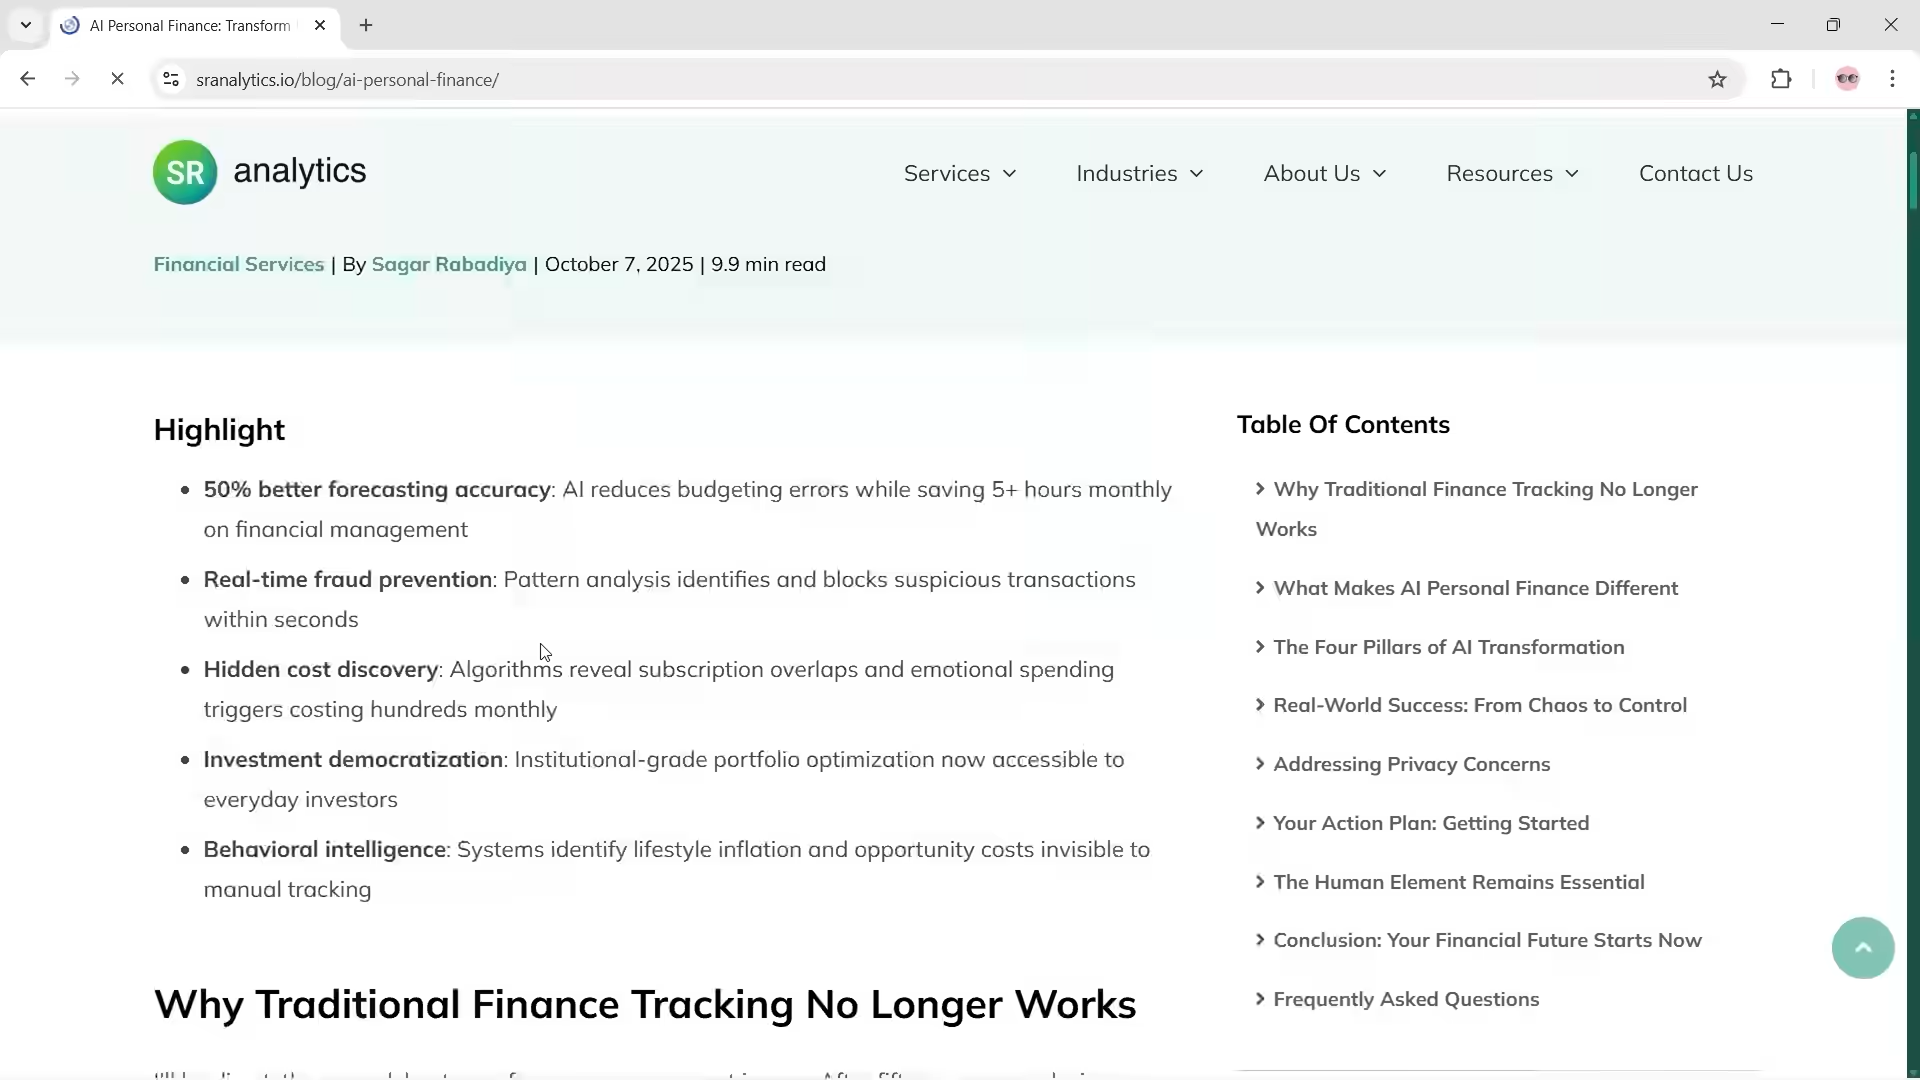 AI Personal Finance: Transform
sranalytics.io/blog/ai-personal-finance/
SR analytics
Services
Industries
About Us
Resources
Contact Us
Financial Services | By Sagar Rabadiya | October 7, 2025 | 9.9 min read
Highlight
50% better forecasting accuracy: AI reduces budgeting errors while saving 5+ hours monthly
on financial management
Real-time fraud prevention: Pattern analysis identifies and blocks suspicious transactions
within seconds
Hidden cost discovery: Algorithms reveal subscription overlaps and emotional spending
triggers costing hundreds monthly
Investment democratization: Institutional-grade portfolio optimization now accessible to
everyday investors
Behavioral intelligence: Systems identify lifestyle inflation and opportunity costs invisible to
manual tracking
Why Traditional Finance Tracking No Longer Works
Table Of Contents
Why Traditional Finance Tracking No Longer
Works
What Makes AI Personal Finance Different
The Four Pillars of AI Transformation
Real-World Success: From Chaos to Control
Addressing Privacy Concerns
Your Action Plan: Getting Started
The Human Element Remains Essential
Conclusion: Your Financial Future Starts Now
Frequently Asked Questions